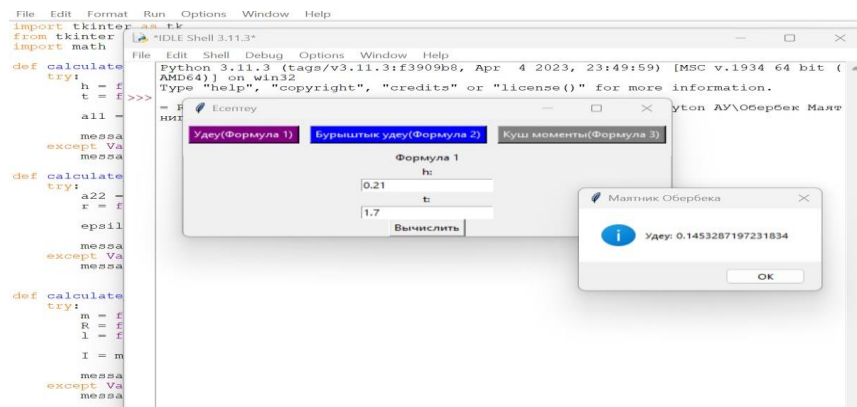 File Edit Format Run Options Window Help
import tkinter as tk
from tkinter
import math
def calculate
try:
h = f
t = f
a11 =
messa
except Va
messa
def calculate
try:
a22 =
r = f
epsil
messa
except Va
messa
def calculate
try:
m = f
R = f
l = f
I = m
messa
except Va
messa
*IDLE Shell 3.11.3*
File Edit Shell Debug Options Window Help
Python 3.11.3 (tags/v3.11.3:f3909b8, Apr 4 2023, 23:49:59) [MSC v.1934 64 bit (
AMD64)] on win32
Type "help", "copyright", "credits" or "license()" for more information.
>>>
= yton АУ\Обербек Маят
ниг
Есептеу
Удеу(Формула 1) Бурыштык удеу(Формула 2) Куш моменты(Формула 3)
Формула 1
h:
0.21
t:
1.7
Вычислить
Маятник Обербека
Удеу: 0.1453287197231834
OK